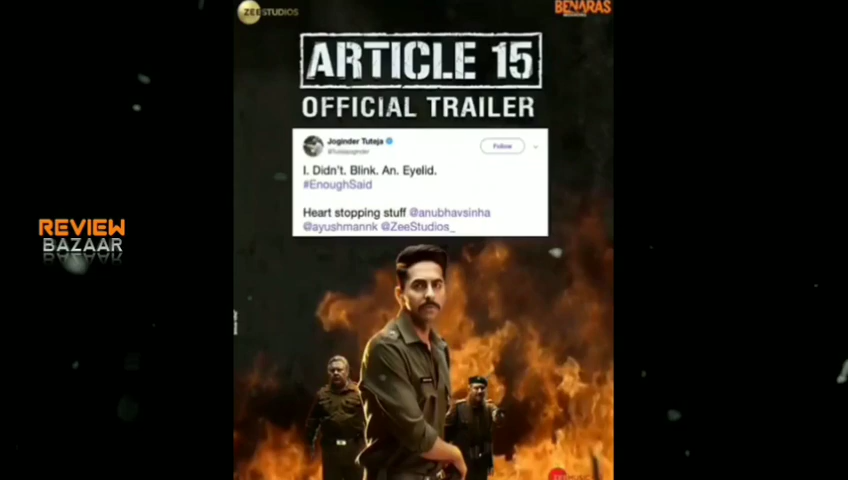 ZEE STUDIOS
BENARAS
ARTICLE 15
OFFICIAL TRAILER
Joginder Tuteja
@Tutejajoginder
Follow
I. Didn't. Blink. An. Eyelid.
#EnoughSaid
Heart stopping stuff @anubhavsinha
@ayushmannk @ZeeStudios_
REVIEW
BAZAAR